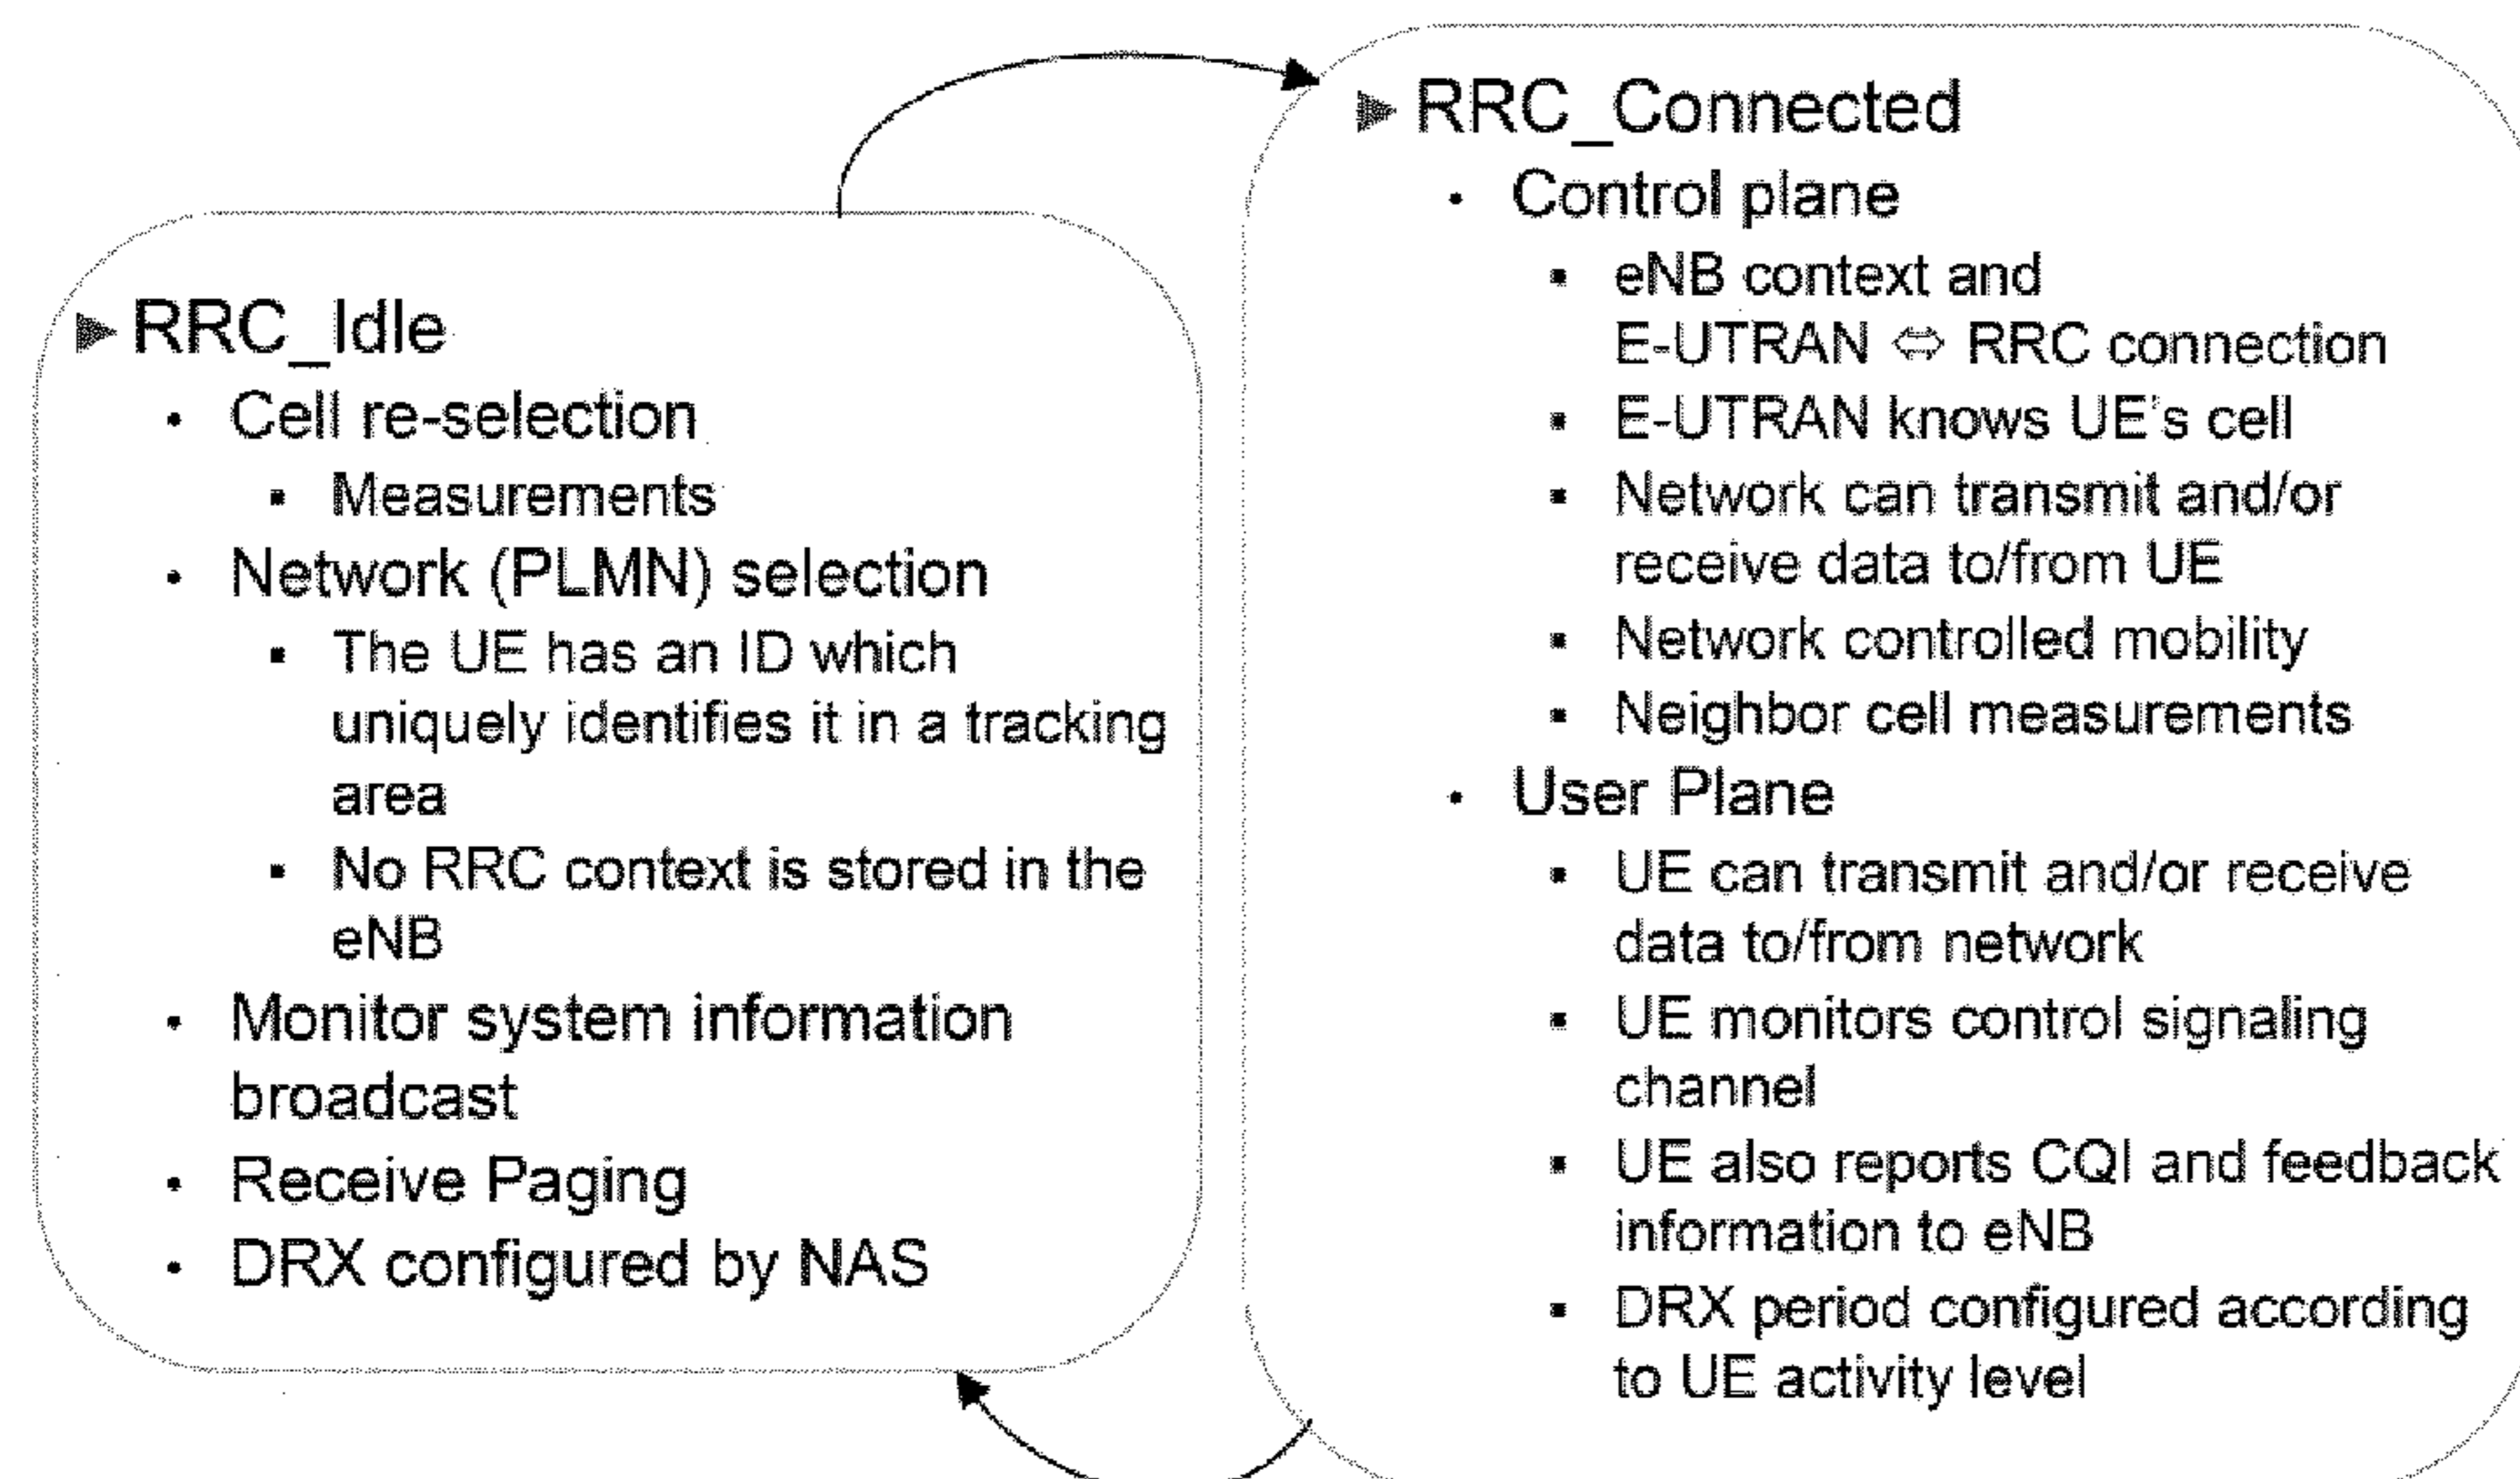 ► RRC_Idle
• Cell re-selection
▪ Measurements
• Network (PLMN) selection
▪ The UE has an ID which
uniquely identifies it in a tracking
area
▪ No RRC context is stored in the
eNB
• Monitor system information
broadcast
• Receive Paging
• DRX configured by NAS
► RRC_Connected
• Control plane
▪ eNB context and
E-UTRAN ⇔ RRC connection
▪ E-UTRAN knows UE's cell
▪ Network can transmit and/or
receive data to/from UE
▪ Network controlled mobility
▪ Neighbor cell measurements
• User Plane
▪ UE can transmit and/or receive
data to/from network
▪ UE monitors control signaling
channel
▪ UE also reports CQI and feedback
information to eNB
▪ DRX period configured according
to UE activity level